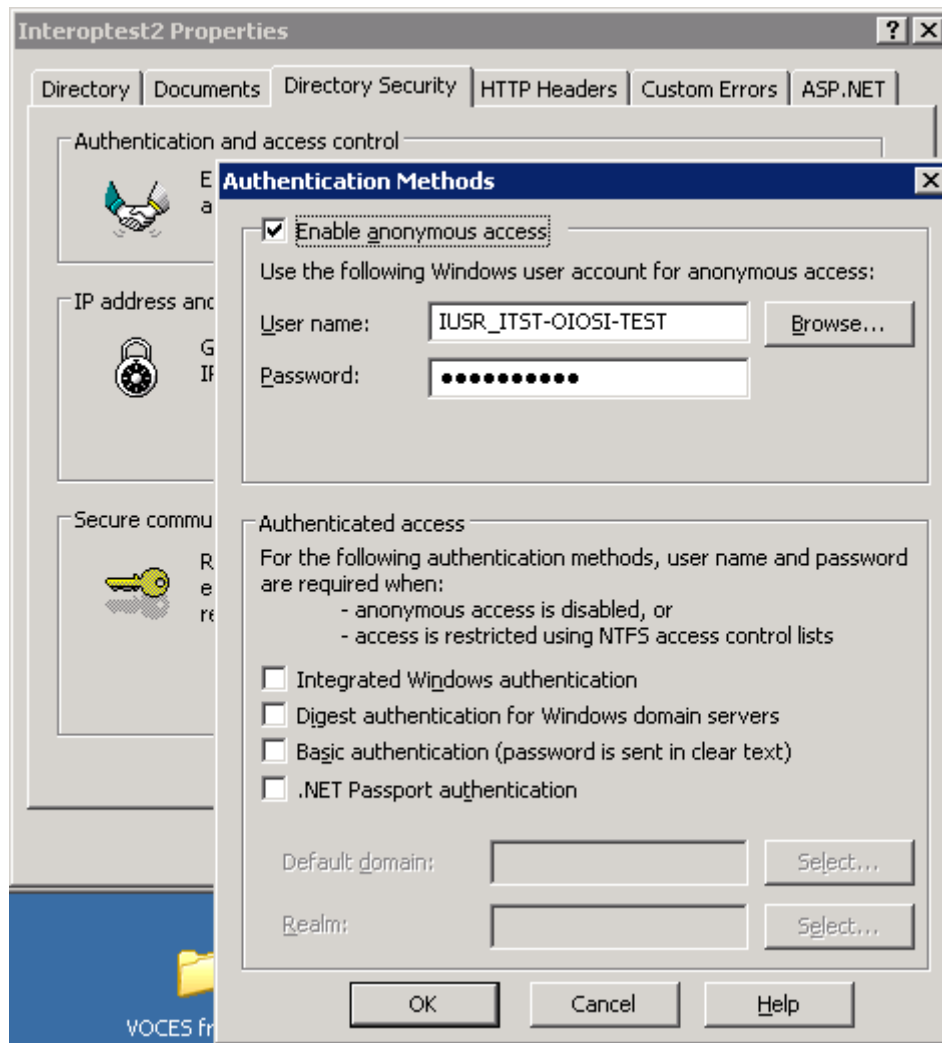 Interoptest2 Properties
Directory
Documents
Directory Security
HTTP Headers
Custom Errors
ASP.NET
Authentication and access control
E
a
IP address and
G
IP
Secure commu
R
e
re
Authentication Methods
Enable anonymous access
Use the following Windows user account for anonymous access:
User name:
IUSR_ITST-OIOSI-TEST
Browse...
Password:
Authenticated access
For the following authentication methods, user name and password
are required when:
- anonymous access is disabled, or
- access is restricted using NTFS access control lists
Integrated Windows authentication
Digest authentication for Windows domain servers
Basic authentication (password is sent in clear text)
.NET Passport authentication
Default domain:
Select...
Realm:
Select...
OK
Cancel
Help
VOCES fr